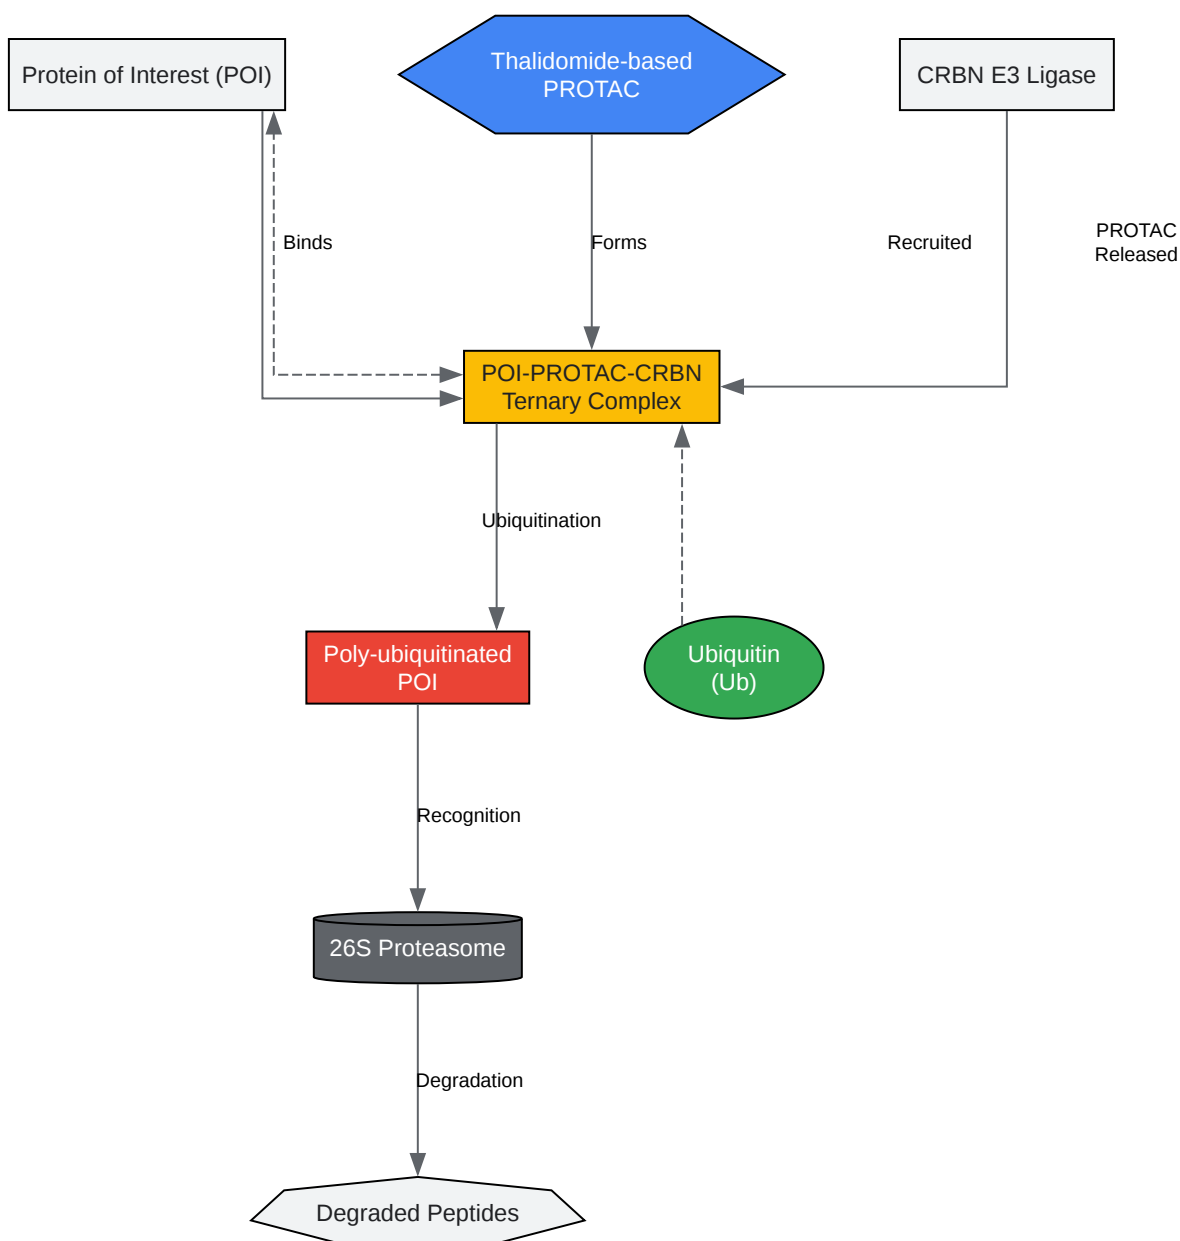 Protein of Interest (POI)
Thalidomide-based
PROTAC
CRBN E3 Ligase
Binds
Forms
Recruited
PROTAC
Released
POI-PROTAC-CRBN
Ternary Complex
Ubiquitination
Poly-ubiquitinated
POI
Ubiquitin
(Ub)
Recognition
26S Proteasome
Degradation
Degraded Peptides